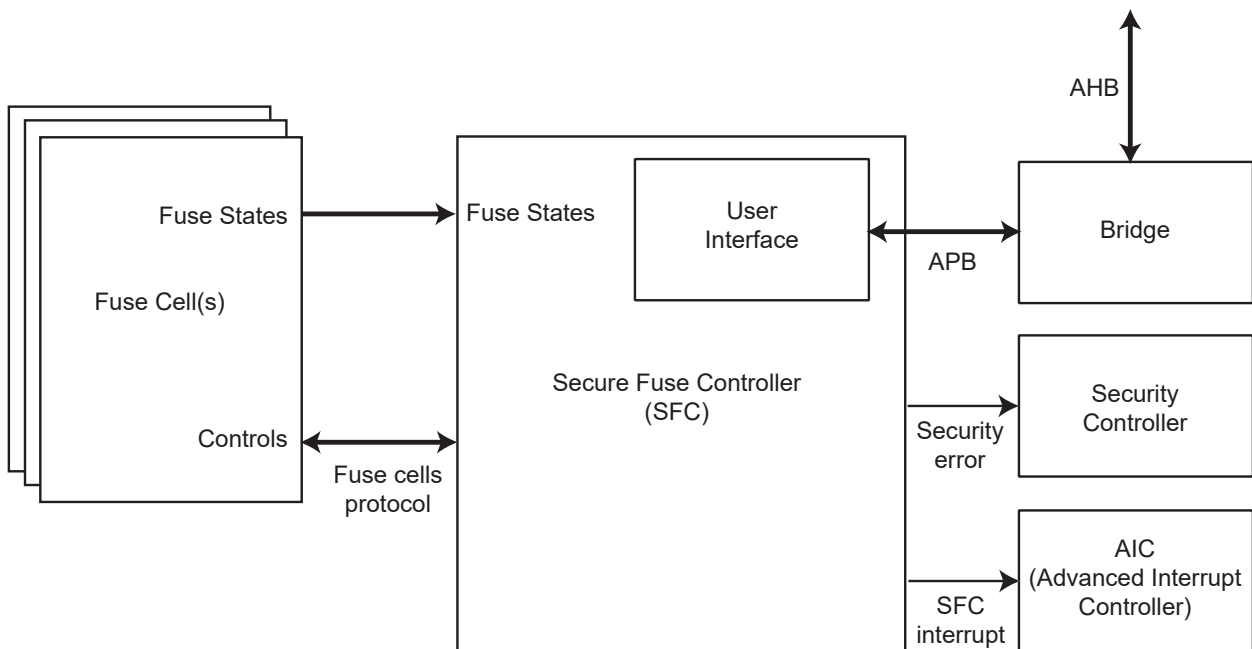 AHB
Fuse States
Fuse Cell(s)
Controls
Fuse cells
protocol
Fuse States
User
Interface
Secure Fuse Controller
(SFC)
APB
Bridge
Security
error
Security
Controller
SFC
interrupt
AIC
(Advanced Interrupt
Controller)